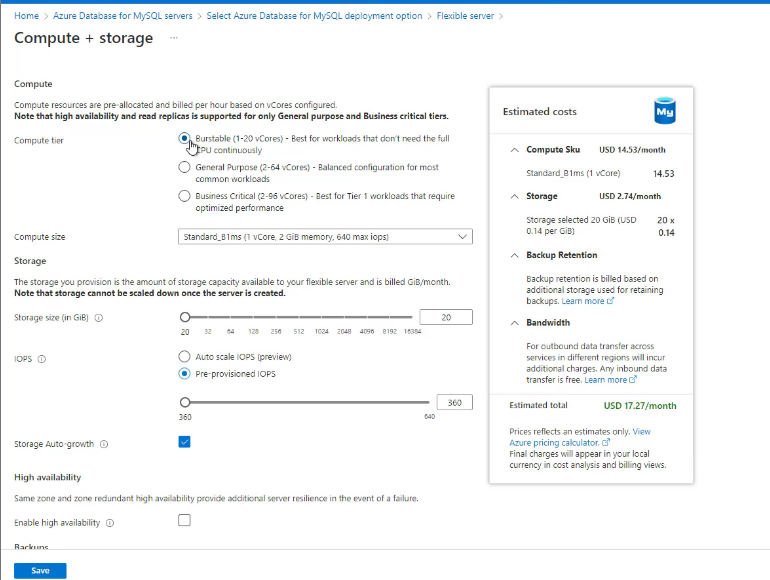 Home > Azure Database for MySQL servers > Select Azure Database for MySQL deployment option > Flexible server >
Compute + storage ...
Compute
Compute resources are pre-allocated and billed per hour based on vCores configured.
Note that high availability and read replicas is supported for only General purpose and Business critical tiers.
Compute tier
Burstable (1-20 vCores) - Best for workloads that don't need the full
CPU continuously
General Purpose (2-64 vCores) - Balanced configuration for most
common workloads
Business Critical (2-96 vCores) - Best for Tier 1 workloads that require
optimized performance
Compute size
Standard_B1ms (1 vCore, 2 GiB memory, 640 max iops)
Storage
The storage you provision is the amount of storage capacity available to your flexible server and is billed GiB/month.
Note that storage cannot be scaled down once the server is created.
Storage size (in GiB)
20
20 32 64 128 256 512 1024 2048 4096 8192 16384
IOPS
Auto scale IOPS (preview)
Pre-provisioned IOPS
360
360 640
Storage Auto-growth
High availability
Same zone and zone redundant high availability provide additional server resilience in the event of a failure.
Enable high availability
Backups
Save
Estimated costs
My
Compute Sku USD 14.53/month
Standard_B1ms (1 vCore) 14.53
Storage USD 2.74/month
Storage selected 20 GiB (USD 20 x
0.14 per GiB) 0.14
Backup Retention
Backup retention is billed based on
additional storage used for retaining
backups. Learn more
Bandwidth
For outbound data transfer across
services in different regions will incur
additional charges. Any inbound data
transfer is free. Learn more
Estimated total USD 17.27/month
Prices reflect an estimates only. View
Azure pricing calculator.
Final charges will appear in your local
currency in cost analysis and billing views.